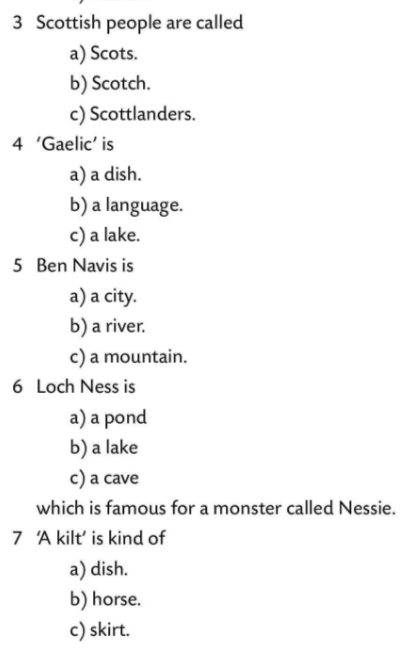 3 Scottish people are called
a) Scots.
b) Scotch.
c) Scottlanders.
4 ‘Gaelic’ is
a) a dish.
b) a language.
c) a lake.
5 Ben Navis is
a) a city.
b) a river.
c) a mountain.
6 Loch Ness is
a) a pond
b) a lake
c) a cave
which is famous for a monster called Nessie.
7 ‘A kilt’ is kind of
a) dish.
b) horse.
c) skirt.